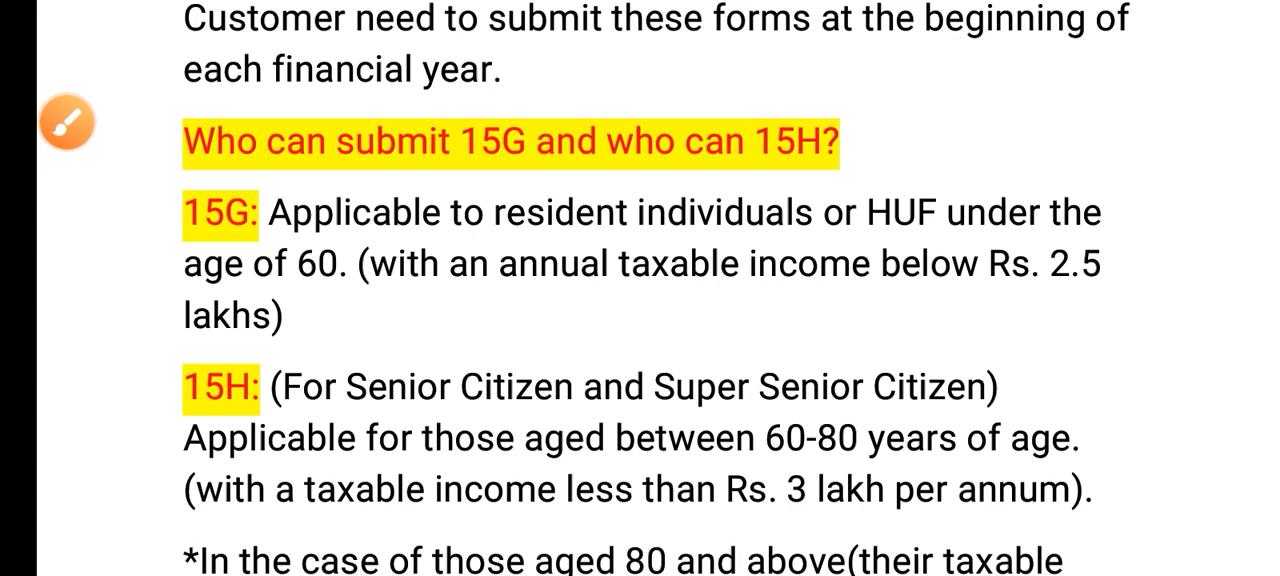 Customer need to submit these forms at the beginning of
each financial year.
Who can submit 15G and who can 15H?
15G: Applicable to resident individuals or HUF under the
age of 60. (with an annual taxable income below Rs. 2.5
lakhs)
15H: (For Senior Citizen and Super Senior Citizen)
Applicable for those aged between 60-80 years of age.
(with a taxable income less than Rs. 3 lakh per annum).
*In the case of those aged 80 and above(their taxable